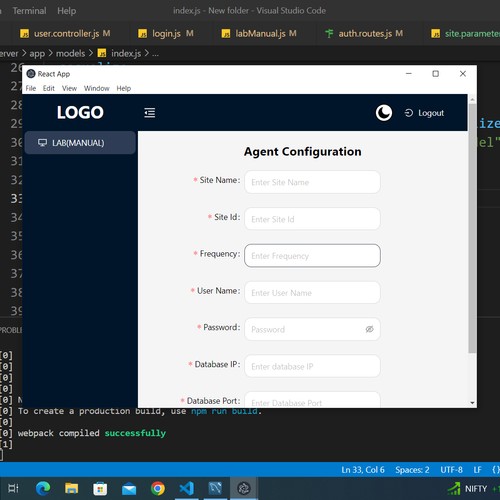 Terminal Help index.js - New folder - Visual Studio Code
user.controller.js M login.js M labManual.js M auth.routes.js M site.parameter
erver > app > models > index.js > ...
React App
File Edit View Window Help
LOGO Logout
LAB(MANUAL)
Agent Configuration
* Site Name: Enter Site Name
* Site Id: Enter Site Id
* Frequency: Enter Frequency
* User Name: Enter User Name
* Password: Password
* Database IP: Enter database IP
* Database Port: Enter Database Port
26
28
29 ize
30 el"
31
32
33
34
35
36
37
38
39
PROBL
[0]
[0]
[0]
[0]
[0] N
[0] To create a production build, use npm run build.
[0]
[0] webpack compiled successfully
[1]
Ln 33, Col 6 Spaces: 2 UTF-8 LF {}
NIFTY